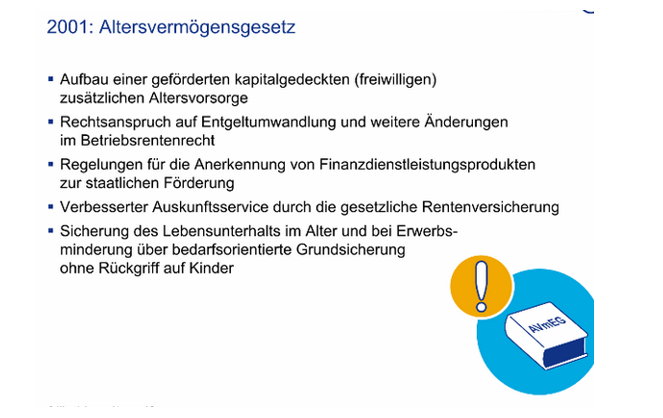 2001: Altersvermögensgesetz
▪ Aufbau einer geförderten kapitalgedeckten (freiwilligen)
zusätzlichen Altersvorsorge
▪ Rechtsanspruch auf Entgeltumwandlung und weitere Änderungen
im Betriebsrentenrecht
▪ Regelungen für die Anerkennung von Finanzdienstleistungsprodukten
zur staatlichen Förderung
▪ Verbesserter Auskunftsservice durch die gesetzliche Rentenversicherung
▪ Sicherung des Lebensunterhalts im Alter und bei Erwerbs-
minderung über bedarfsorientierte Grundsicherung
ohne Rückgriff auf Kinder
!
AVmEG